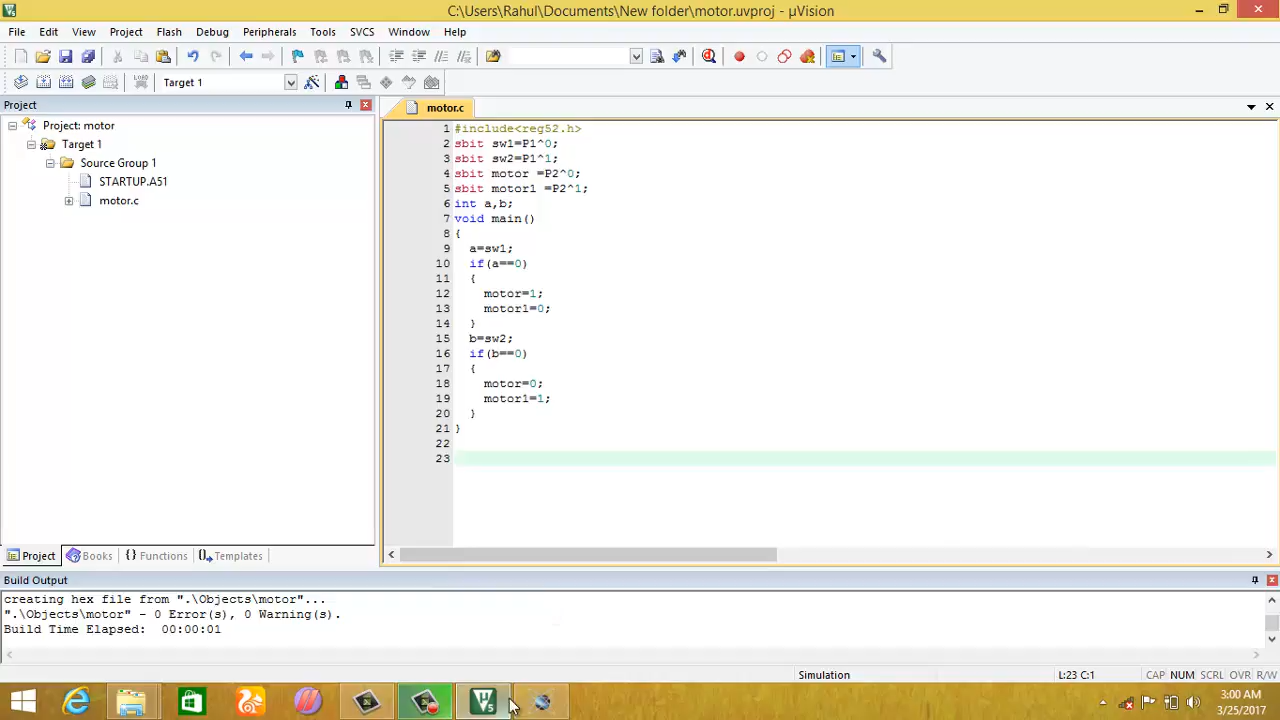 C:\Users\Rahul\Documents\New folder\motor.uvproj - µVision
File Edit View Project Flash Debug Peripherals Tools SVCS Window Help
Target 1
Project
motor.c
Project: motor
Target 1
Source Group 1
STARTUP.A51
motor.c
1 #include<reg52.h>
2 sbit sw1=P1^0;
3 sbit sw2=P1^1;
4 sbit motor =P2^0;
5 sbit motor1 =P2^1;
6 int a,b;
7 void main()
8 {
9 a=sw1;
10 if(a==0)
11 {
12 motor=1;
13 motor1=0;
14 }
15 b=sw2;
16 if(b==0)
17 {
18 motor=0;
19 motor1=1;
20 }
21 }
22
23
Project Books {} Functions Templates
Build Output
creating hex file from ".\Objects\motor"...
".\Objects\motor" - 0 Error(s), 0 Warning(s).
Build Time Elapsed: 00:00:01
Simulation L:23 C:1 CAP NUM SCRL OVR R/W
3:00 AM
3/25/2017